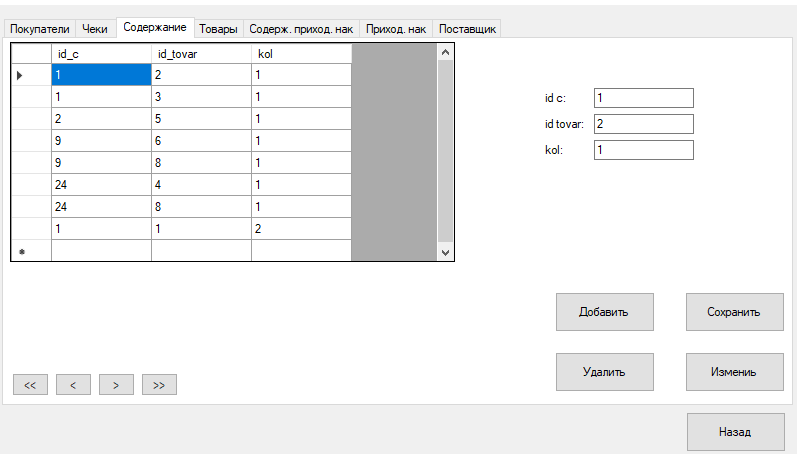 Покупатели Чеки Содержание Товары Содерж. приход. нак Приход. нак Поставщик
id_c id_tovar kol
1 2 1
1 3 1
2 5 1
9 6 1
9 8 1
24 4 1
24 8 1
1 1 2
id c: 1
id tovar: 2
kol: 1
Добавить Сохранить
Удалить Измениь
<< < > >>
Назад